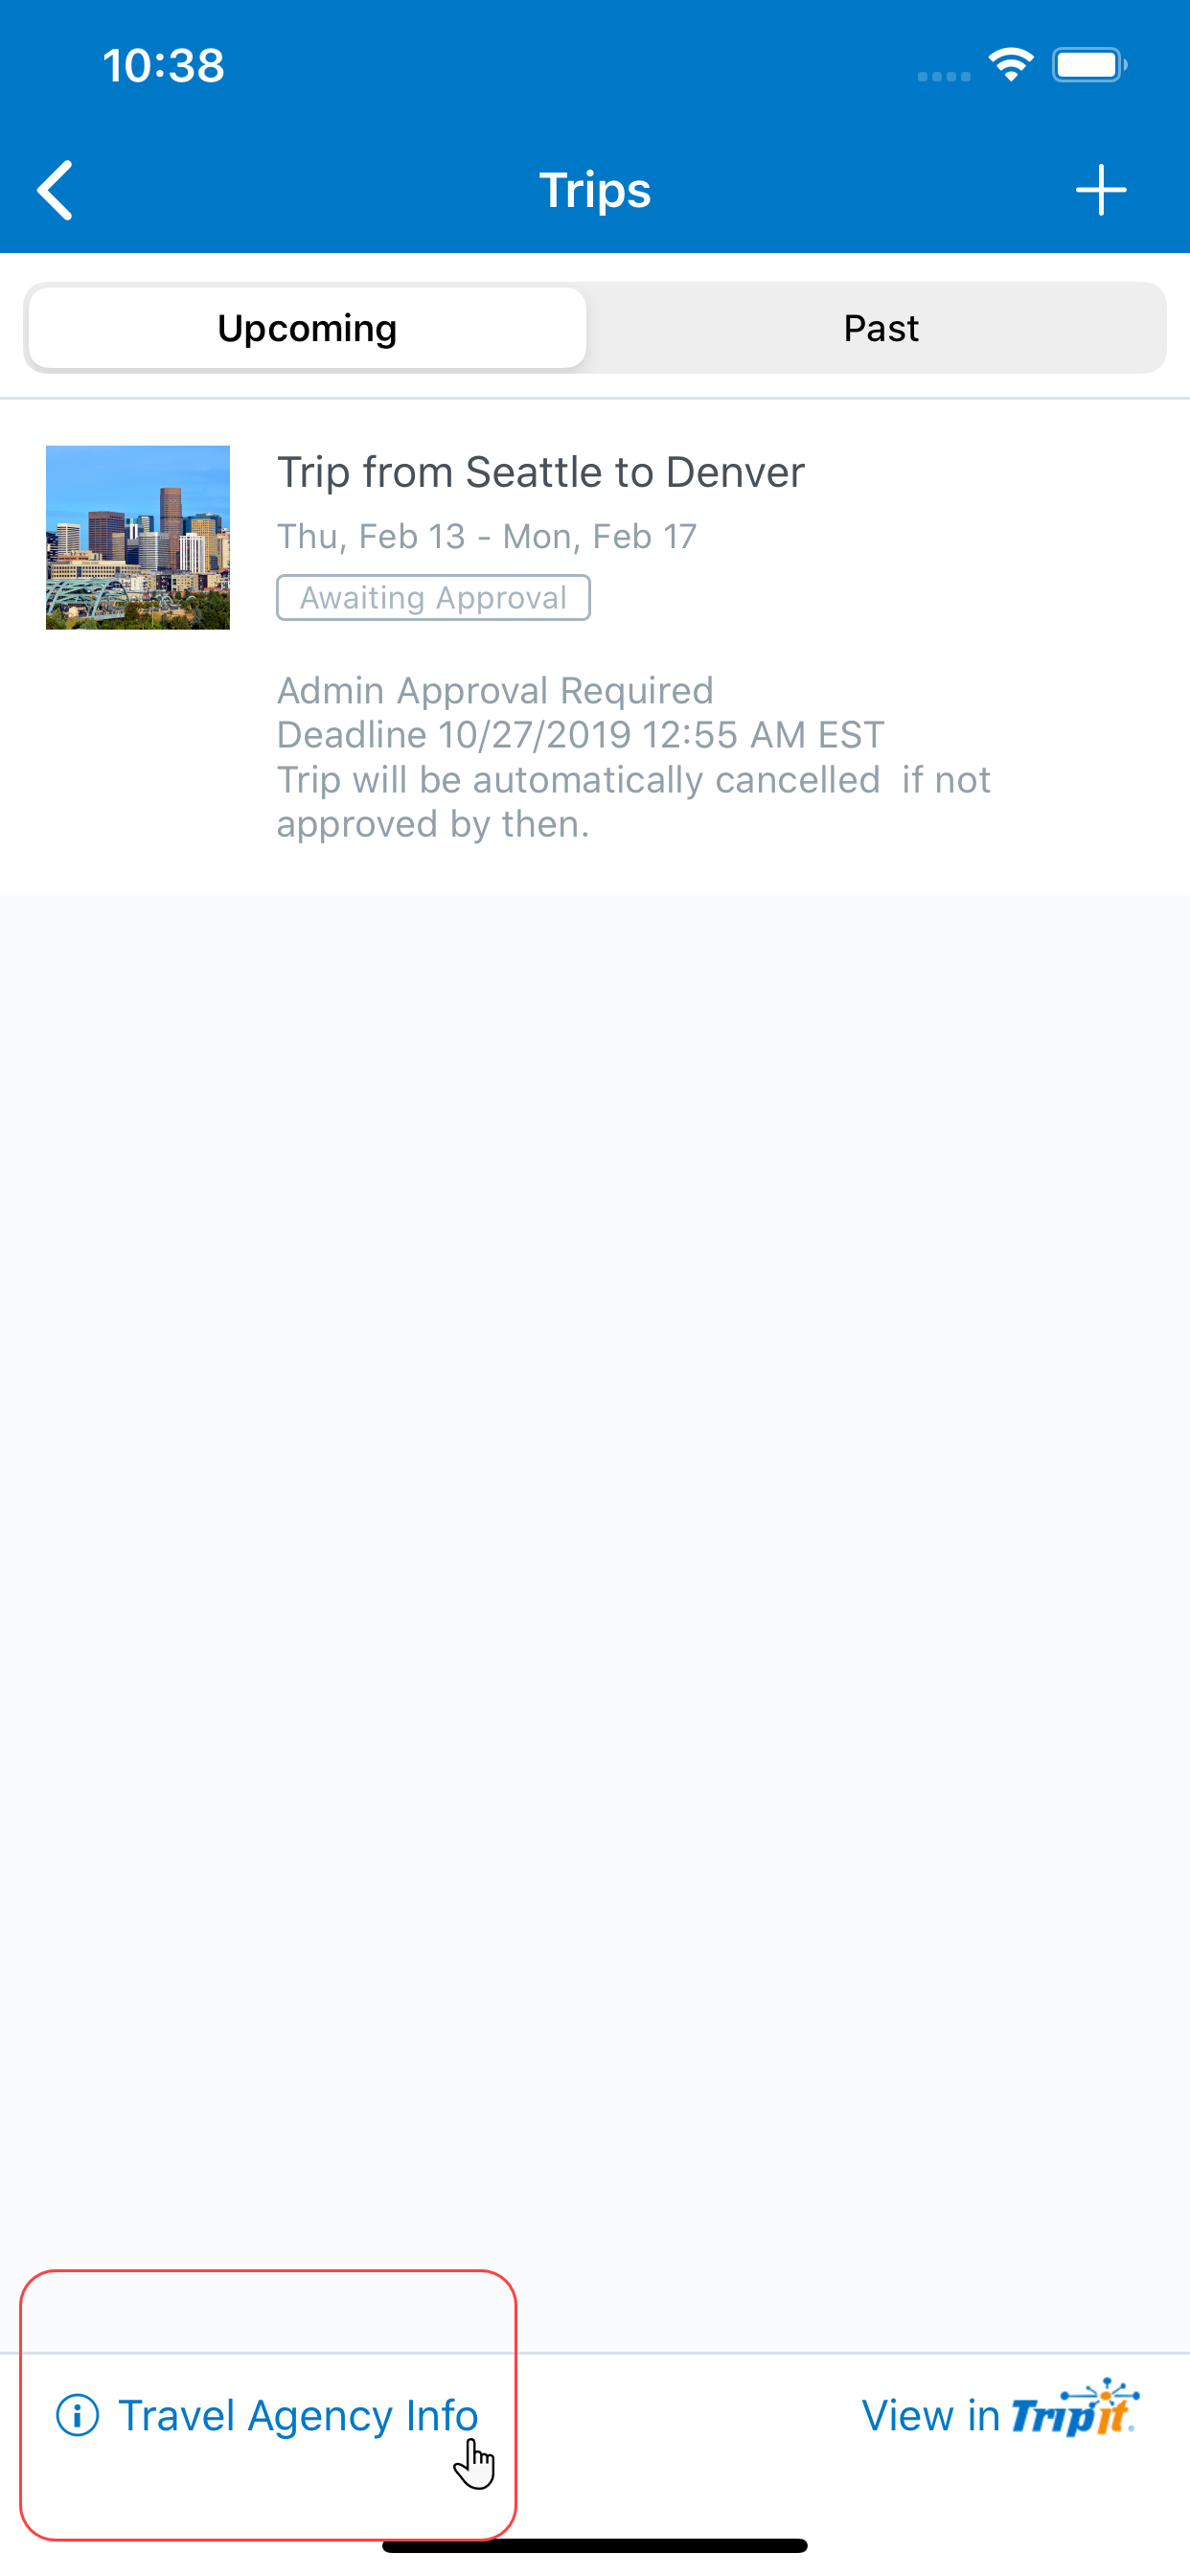 10:38
Trips
Upcoming
Past
Trip from Seattle to Denver
Thu, Feb 13 - Mon, Feb 17
Awaiting Approval
Admin Approval Required
Deadline 10/27/2019 12:55 AM EST
Trip will be automatically cancelled  if not
approved by then.
Travel Agency Info
View in TripIt